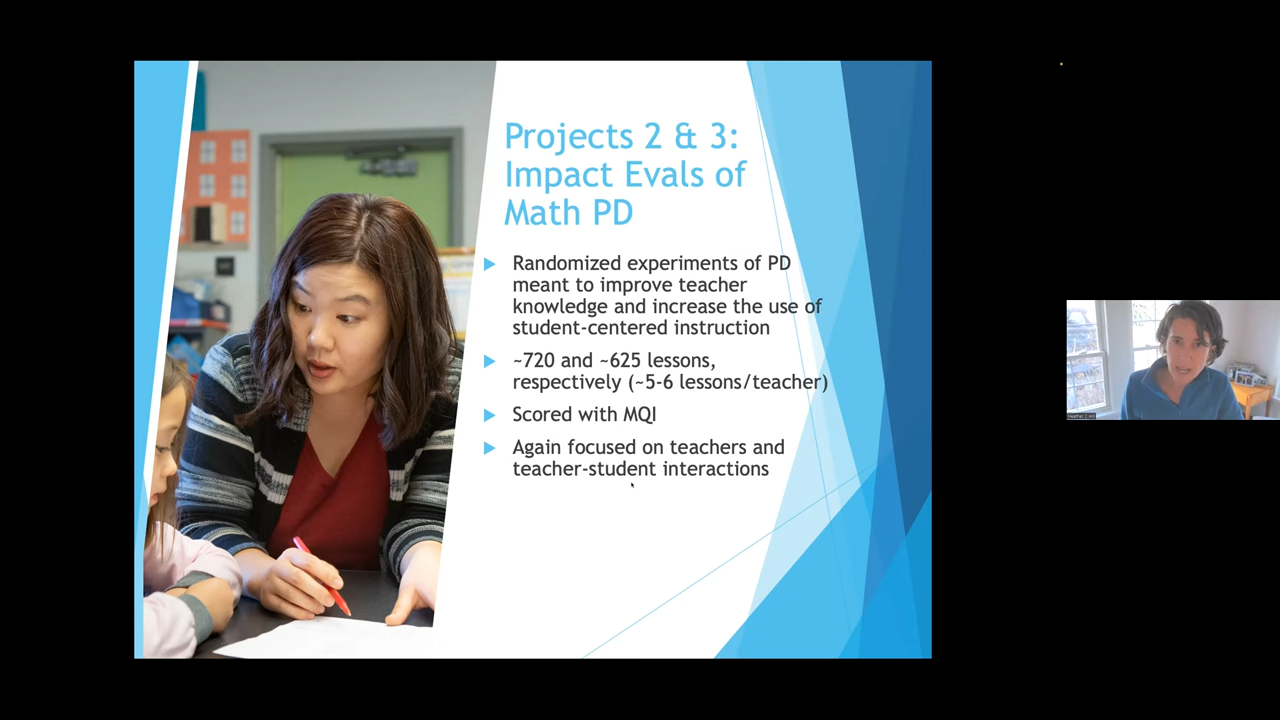 Projects 2 & 3:
Impact Evals of
Math PD
Randomized experiments of PD
meant to improve teacher
knowledge and increase the use of
student-centered instruction
~720 and ~625 lessons,
respectively (~5-6 lessons/teacher)
Scored with MQI
Again focused on teachers and
teacher-student interactions
Heather C Hill